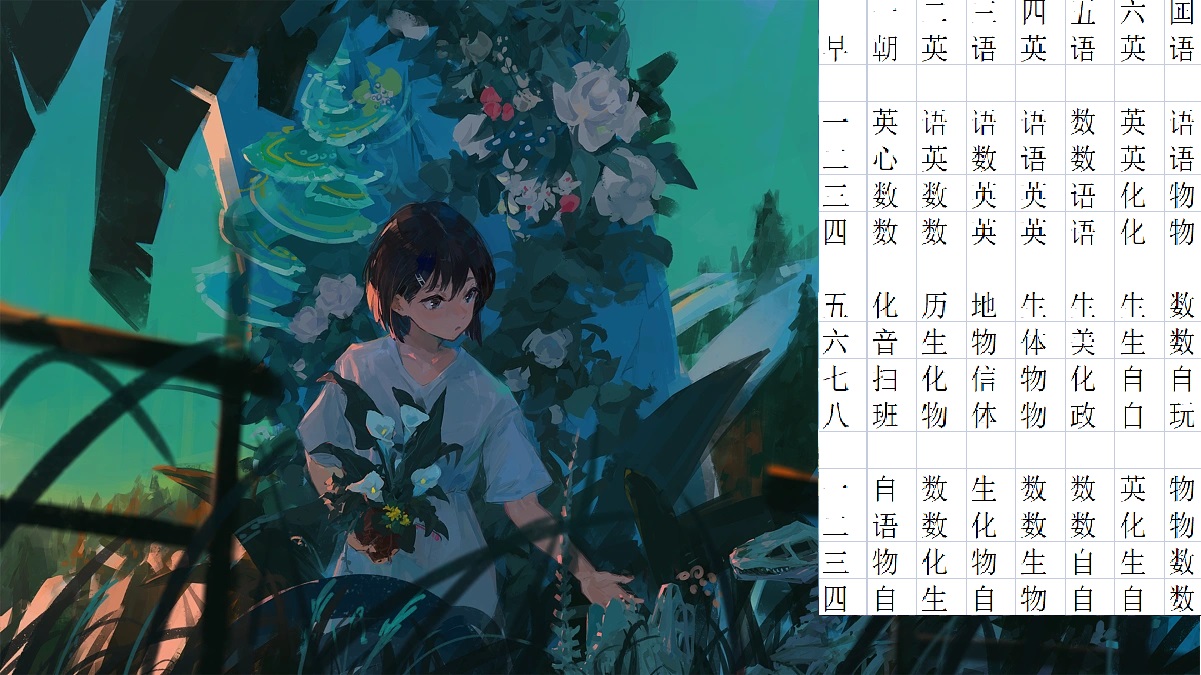 一 二 三 四 五 六 国
早 朝 英 语 英 语 英 语
一 英 语 语 语 数 英 语
二 心 英 数 语 数 英 语
三 数 数 英 英 语 化 物
四 数 数 英 英 语 化 物
五 化 历 地 生 生 生 数
六 音 生 物 体 美 生 数
七 扫 化 信 物 化 自 自
八 班 物 体 物 政 自 玩
一 自 数 生 数 数 英 物
二 语 数 化 数 数 化 物
三 物 化 物 生 自 生 数
四 自 生 自 物 自 自 数